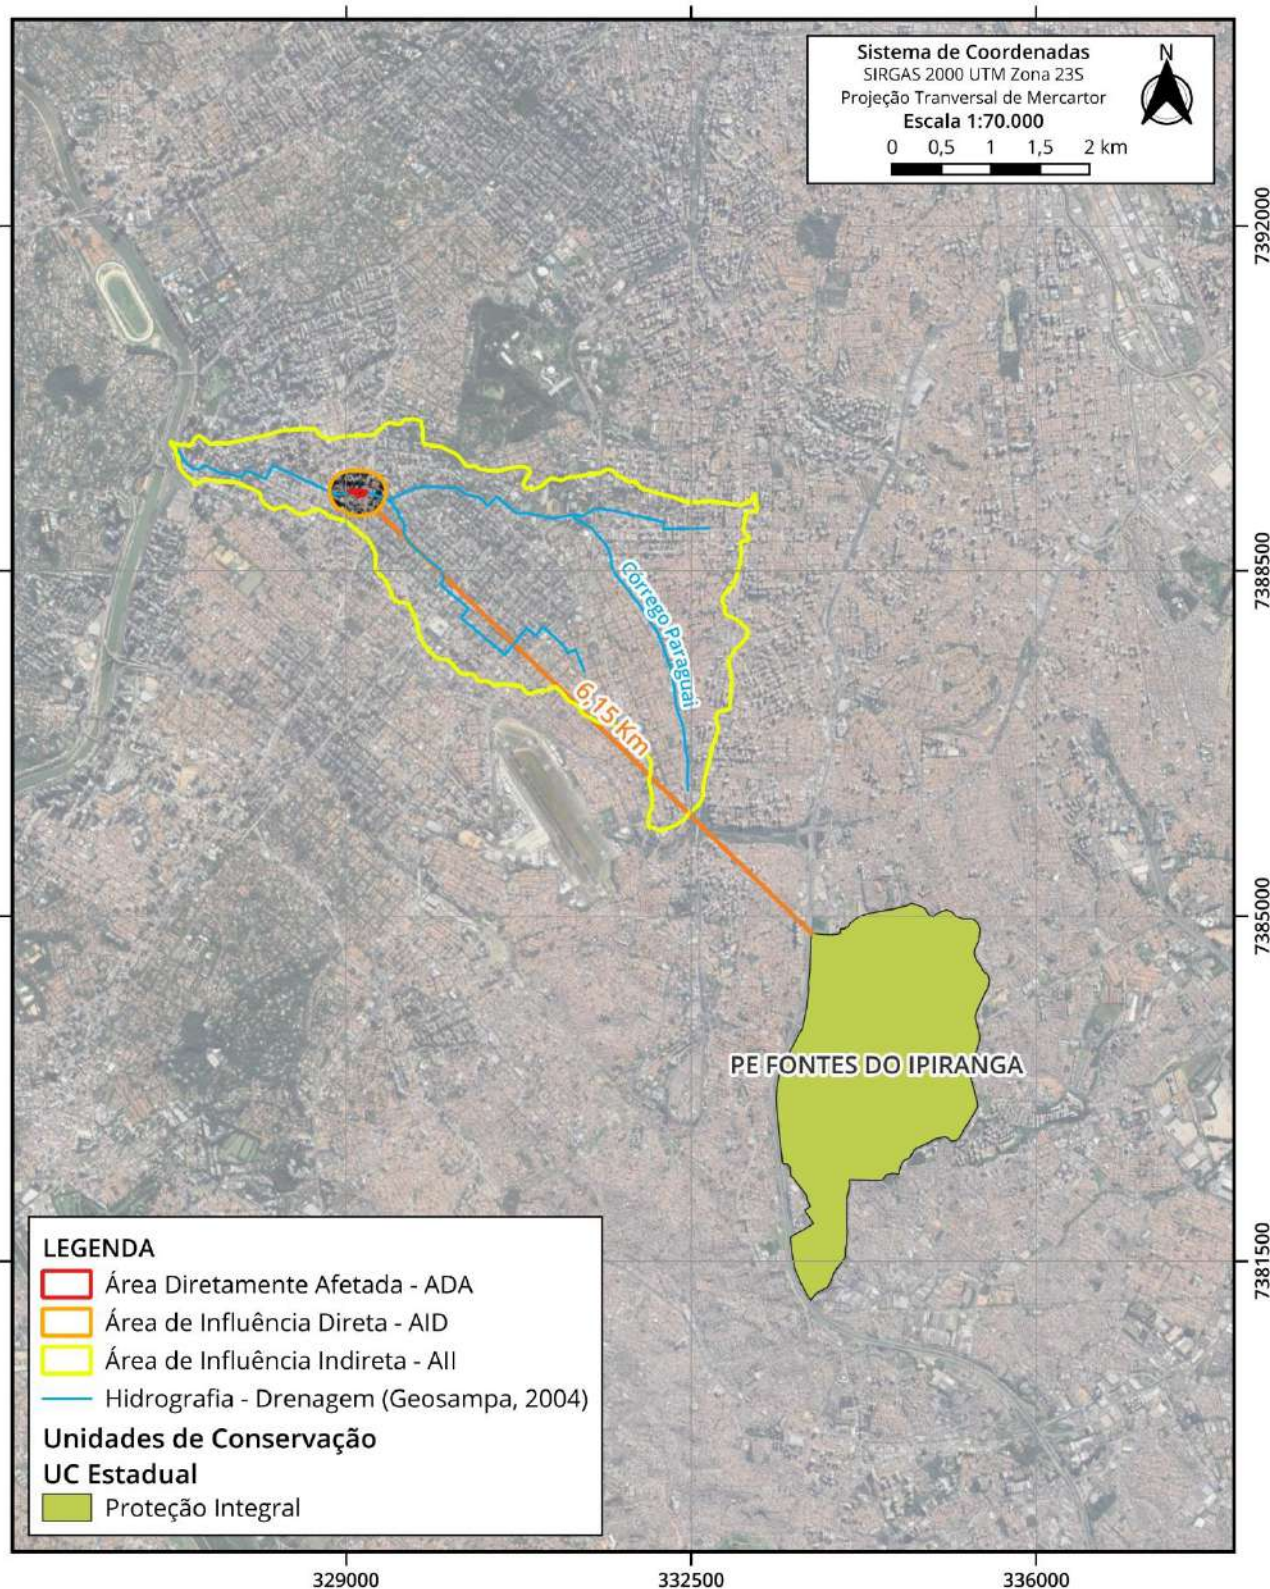 Sistema de Coordenadas
SIRGAS 2000 UTM Zona 23S
Projeção Tranversal de Mercartor
Escala 1:70.000
0 0,5 1 1,5 2 km
N
7392000
7388500
Córrego Paraguai
6,15 Km
7385000
PE FONTES DO IPIRANGA
7381500
LEGENDA
Área Diretamente Afetada - ADA
Área de Influência Direta - AID
Área de Influência Indireta - AII
Hidrografia - Drenagem (Geosampa, 2004)
Unidades de Conservação
UC Estadual
Proteção Integral
329000 332500 336000